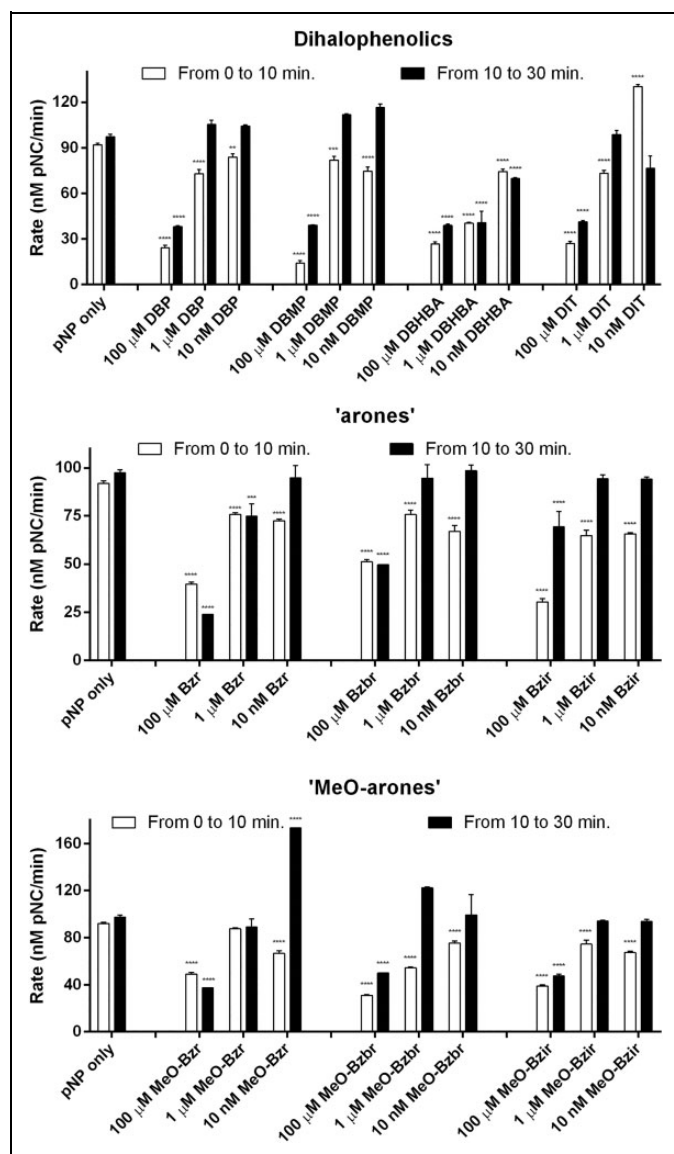 Dihalophenolics
From 0 to 10 min. From 10 to 30 min.
Rate (nM pNC/min)
120
90
60
30
0
**** **** **** ** **** **** *** **** **** **** **** **** **** **** **** **** **** ****
pNP only
100 μM DBP
1 μM DBP
10 nM DBP
100 μM DBMP
1 μM DBMP
10 nM DBMP
100 μM DBHBA
1 μM DBHBA
10 nM DBHBA
100 μM DIT
1 μM DIT
10 nM DIT
'arones'
From 0 to 10 min. From 10 to 30 min.
Rate (nM pNC/min)
100
75
50
25
0
**** **** **** *** **** **** **** **** **** **** **** **** ****
pNP only
100 μM Bzr
1 μM Bzr
10 nM Bzr
100 μM Bzbr
1 μM Bzbr
10 nM Bzbr
100 μM Bzir
1 μM Bzir
10 nM Bzir
'MeO-arones'
From 0 to 10 min. From 10 to 30 min.
Rate (nM pNC/min)
160
120
80
40
0
**** **** **** **** **** **** **** **** **** **** **** ****
pNP only
100 μM MeO-Bzr
1 μM MeO-Bzr
10 nM MeO-Bzr
100 μM MeO-Bzbr
1 μM MeO-Bzbr
10 nM MeO-Bzbr
100 μM MeO-Bzir
1 μM MeO-Bzir
10 nM MeO-Bzir